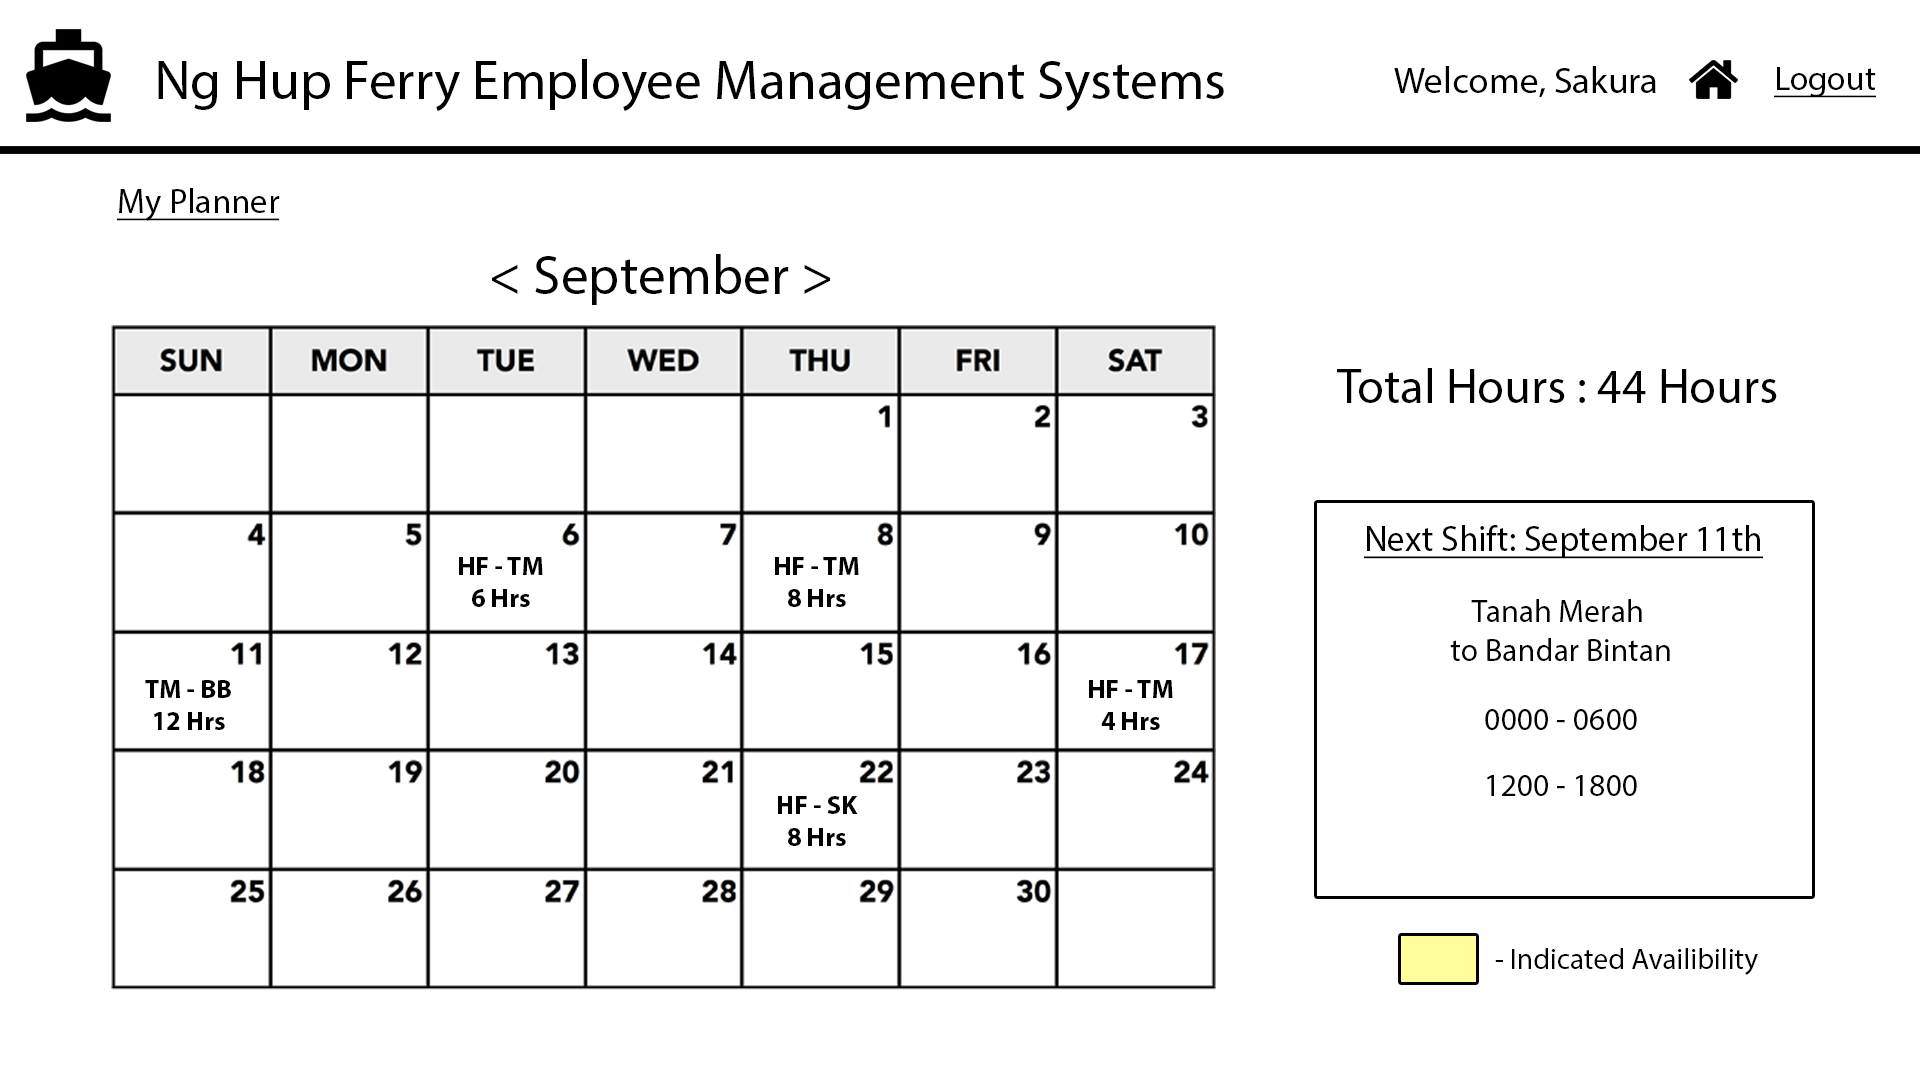 Ng Hup Ferry Employee Management Systems
Welcome, Sakura
Logout
My Planner
< September >
SUN MON TUE WED THU FRI SAT
1 2 3
4 5 6 7 8 9 10
HF - TM HF - TM
6 Hrs 8 Hrs
11 12 13 14 15 16 17
TM - BB HF - TM
12 Hrs 4 Hrs
18 19 20 21 22 23 24
HF - SK
8 Hrs
25 26 27 28 29 30
Total Hours : 44 Hours
Next Shift: September 11th
Tanah Merah
to Bandar Bintan
0000 - 0600
1200 - 1800
- Indicated Availibility